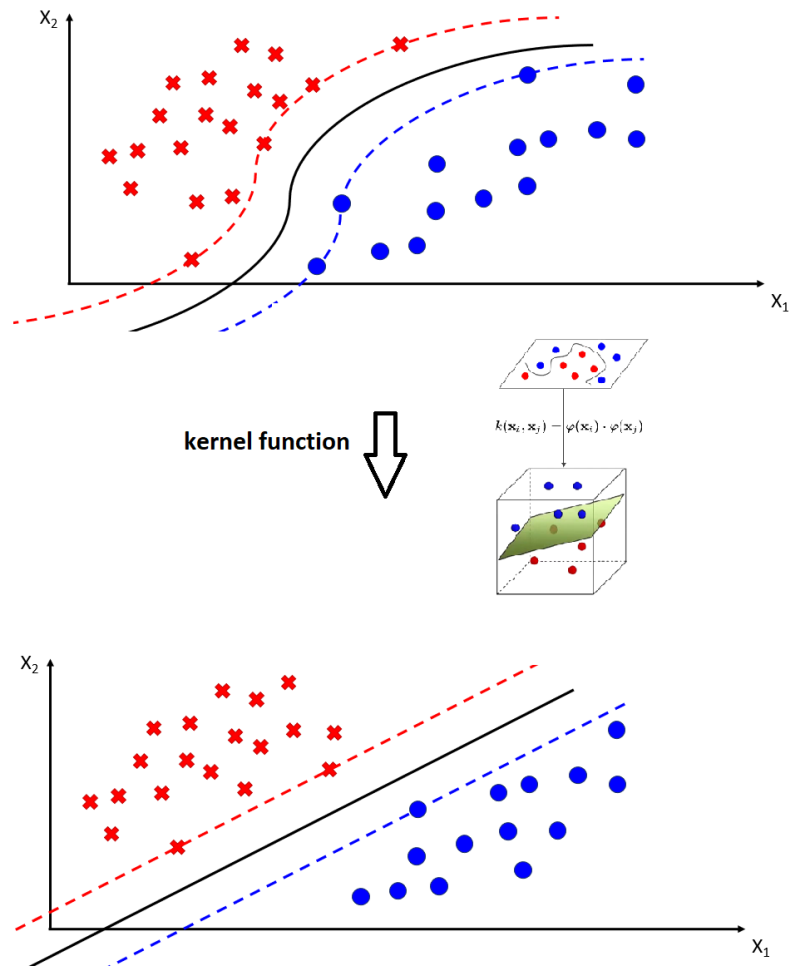 X₂
X₁
kernel function
k(xᵢ, xⱼ) = φ(xᵢ) · φ(xⱼ)
X₂
X₁